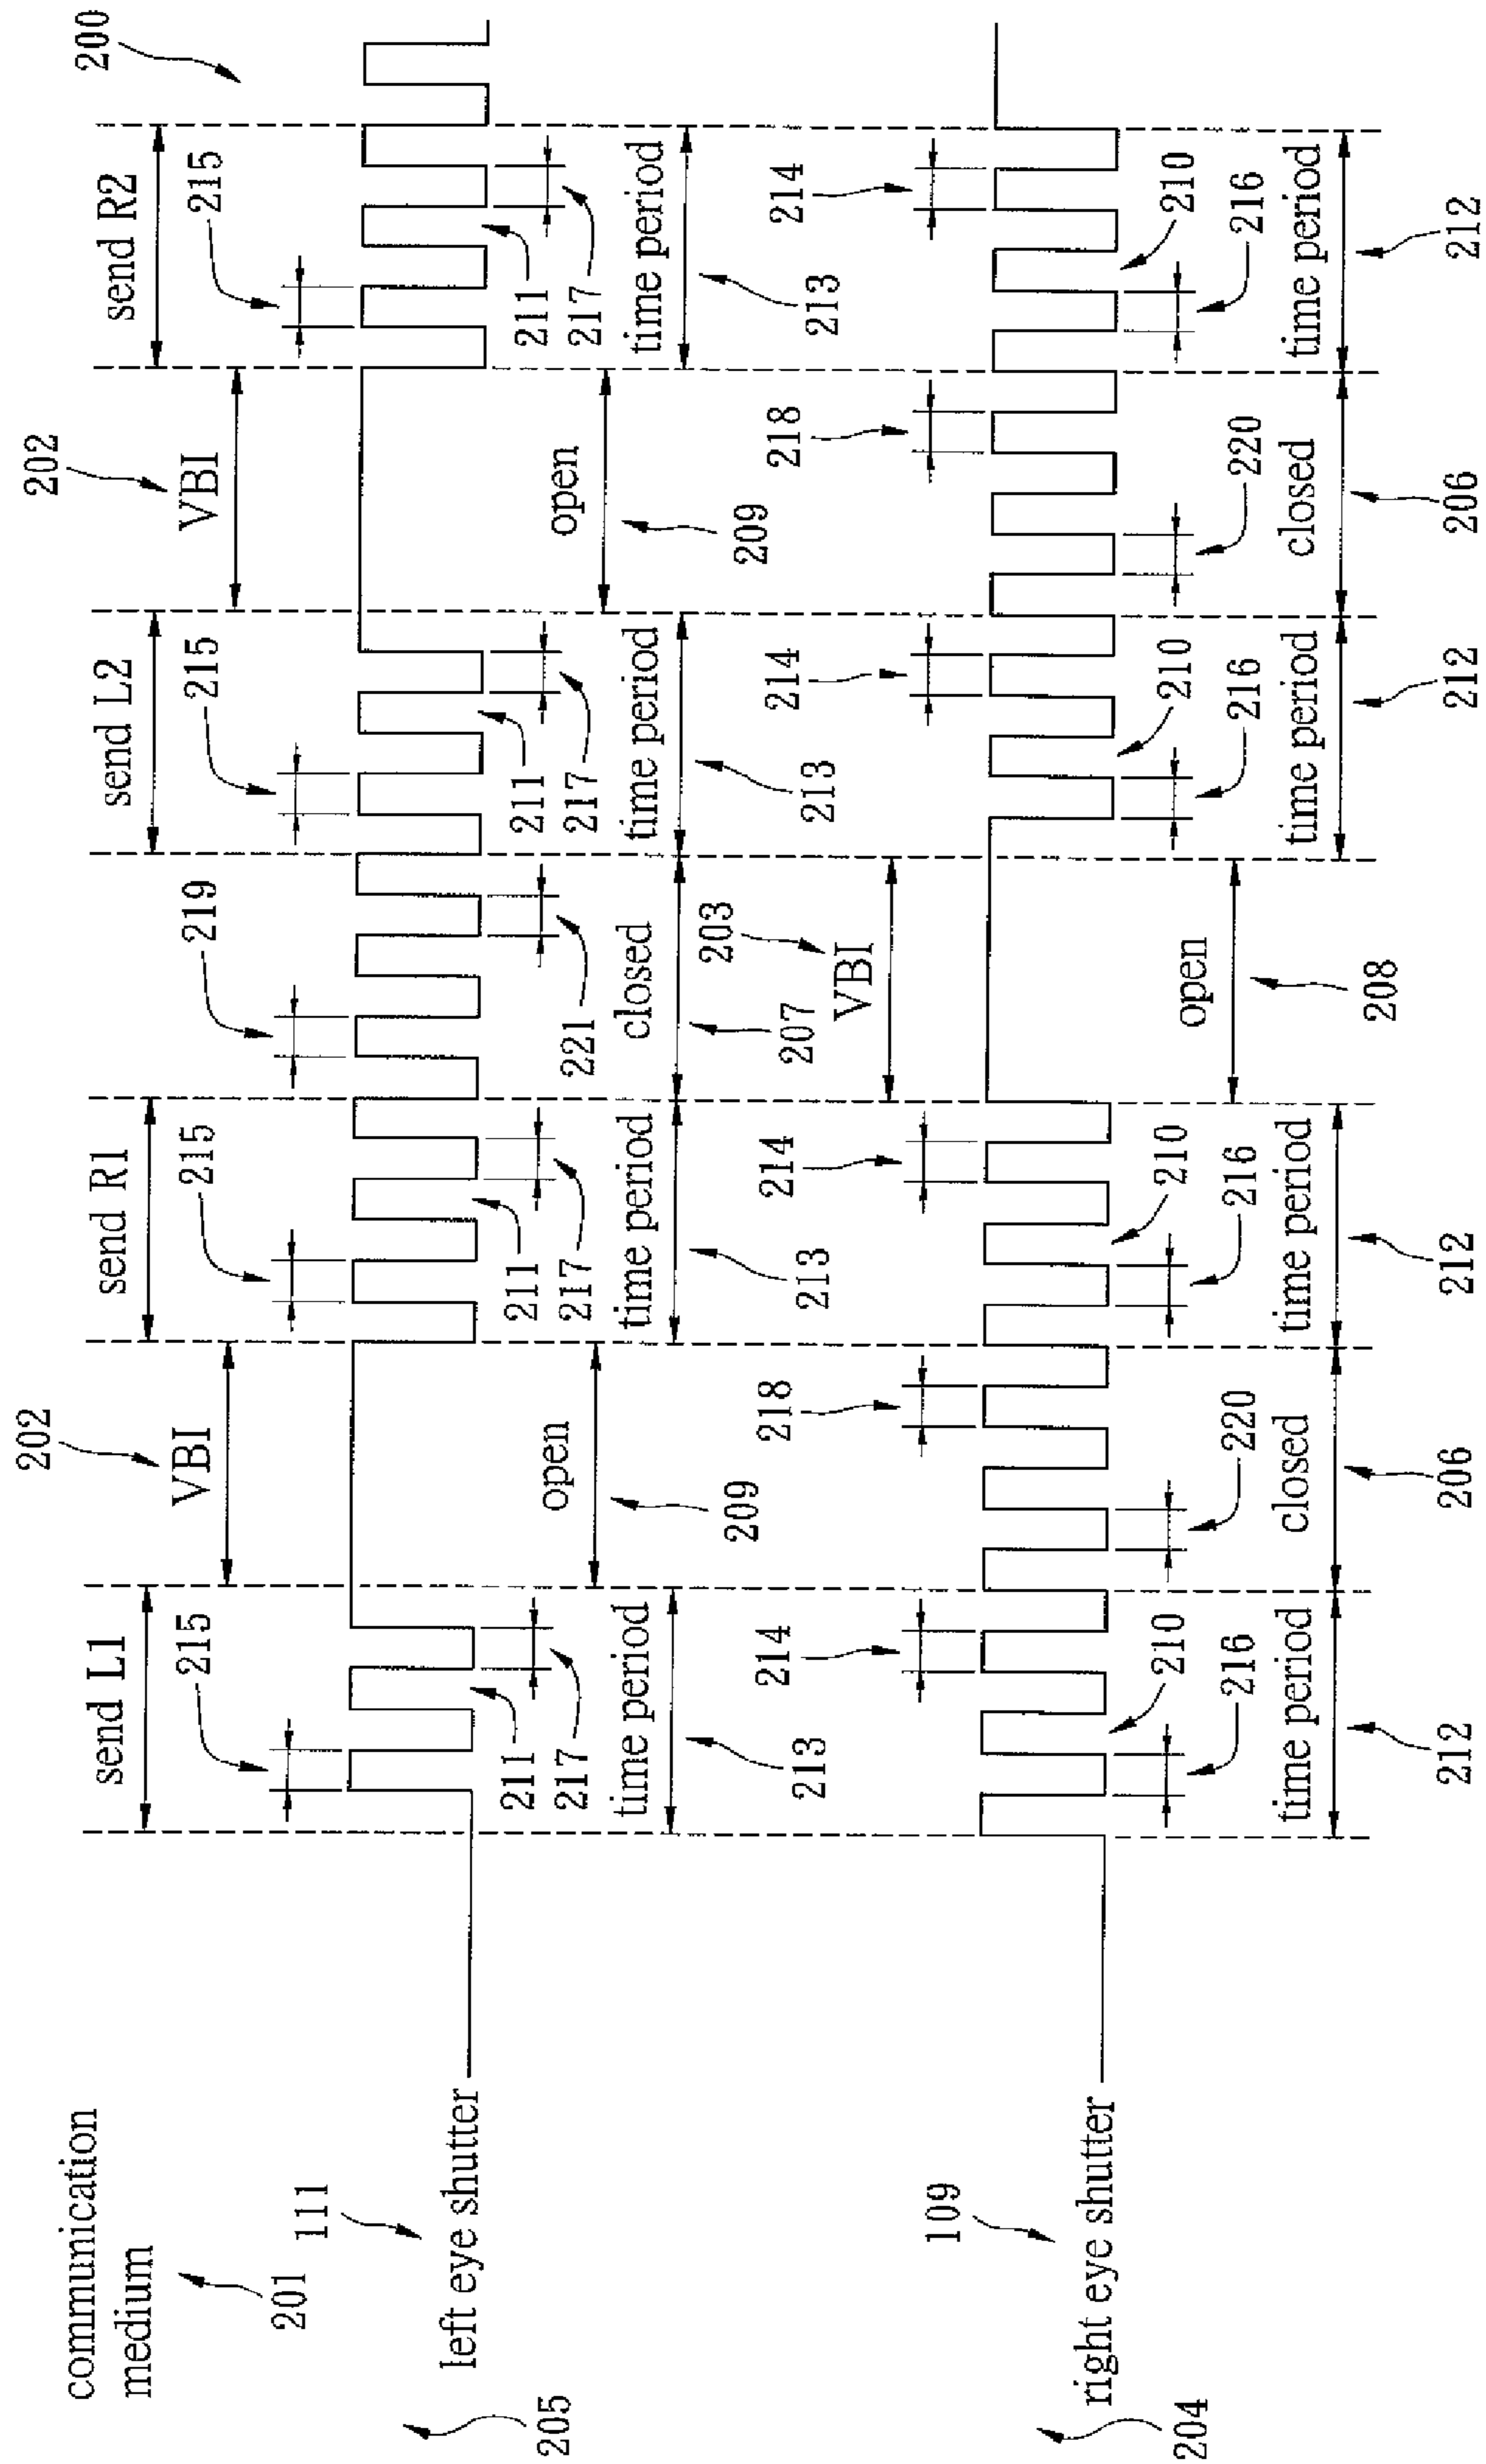 communication
medium
201
200
send L1
202
VBI
send R1
send L2
202
VBI
send R2
215
215
219
215
215
111
left eye shutter
205
211
217
open
209
211
217
221
211
217
open
209
211
217
time period
213
time period
213
closed
207
time period
213
time period
213
203
VBI
109
right eye shutter
204
214
218
214
214
218
214
210
216
220
210
216
open
208
210
216
220
210
216
time period
212
closed
206
time period
212
time period
212
closed
206
time period
212